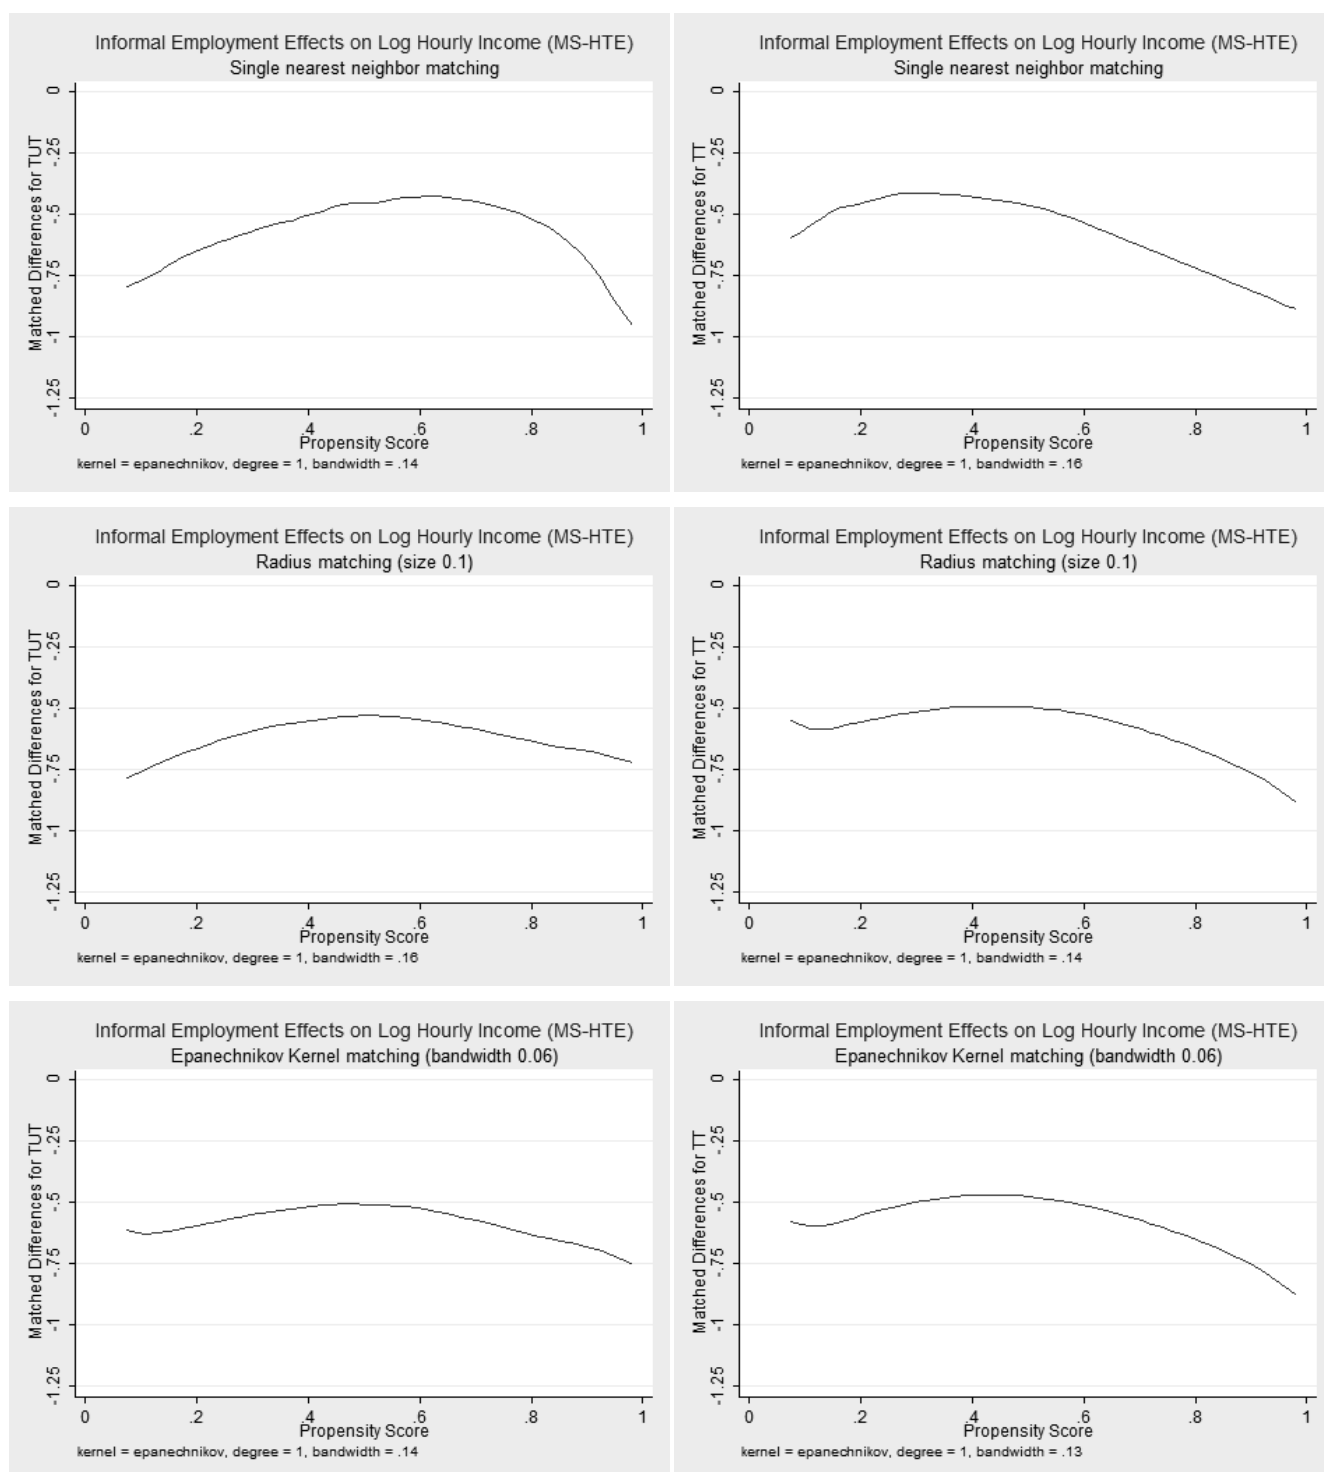 Informal Employment Effects on Log Hourly Income (MS-HTE)
Single nearest neighbor matching
Matched Differences for TUT
0
-.25
-.5
-.75
-1
-1.25
0 .2 .4 .6 .8 1
Propensity Score
kernel = epanechnikov, degree = 1, bandwidth = .14
Informal Employment Effects on Log Hourly Income (MS-HTE)
Single nearest neighbor matching
Matched Differences for TT
0
-.25
-.5
-.75
-1
-1.25
0 .2 .4 .6 .8 1
Propensity Score
kernel = epanechnikov, degree = 1, bandwidth = .16
Informal Employment Effects on Log Hourly Income (MS-HTE)
Radius matching (size 0.1)
Matched Differences for TUT
0
-.25
-.5
-.75
-1
-1.25
0 .2 .4 .6 .8 1
Propensity Score
kernel = epanechnikov, degree = 1, bandwidth = .16
Informal Employment Effects on Log Hourly Income (MS-HTE)
Radius matching (size 0.1)
Matched Differences for TT
0
-.25
-.5
-.75
-1
-1.25
0 .2 .4 .6 .8 1
Propensity Score
kernel = epanechnikov, degree = 1, bandwidth = .14
Informal Employment Effects on Log Hourly Income (MS-HTE)
Epanechnikov Kernel matching (bandwidth 0.06)
Matched Differences for TUT
0
-.25
-.5
-.75
-1
-1.25
0 .2 .4 .6 .8 1
Propensity Score
kernel = epanechnikov, degree = 1, bandwidth = .14
Informal Employment Effects on Log Hourly Income (MS-HTE)
Epanechnikov Kernel matching (bandwidth 0.06)
Matched Differences for TT
0
-.25
-.5
-.75
-1
-1.25
0 .2 .4 .6 .8 1
Propensity Score
kernel = epanechnikov, degree = 1, bandwidth = .13